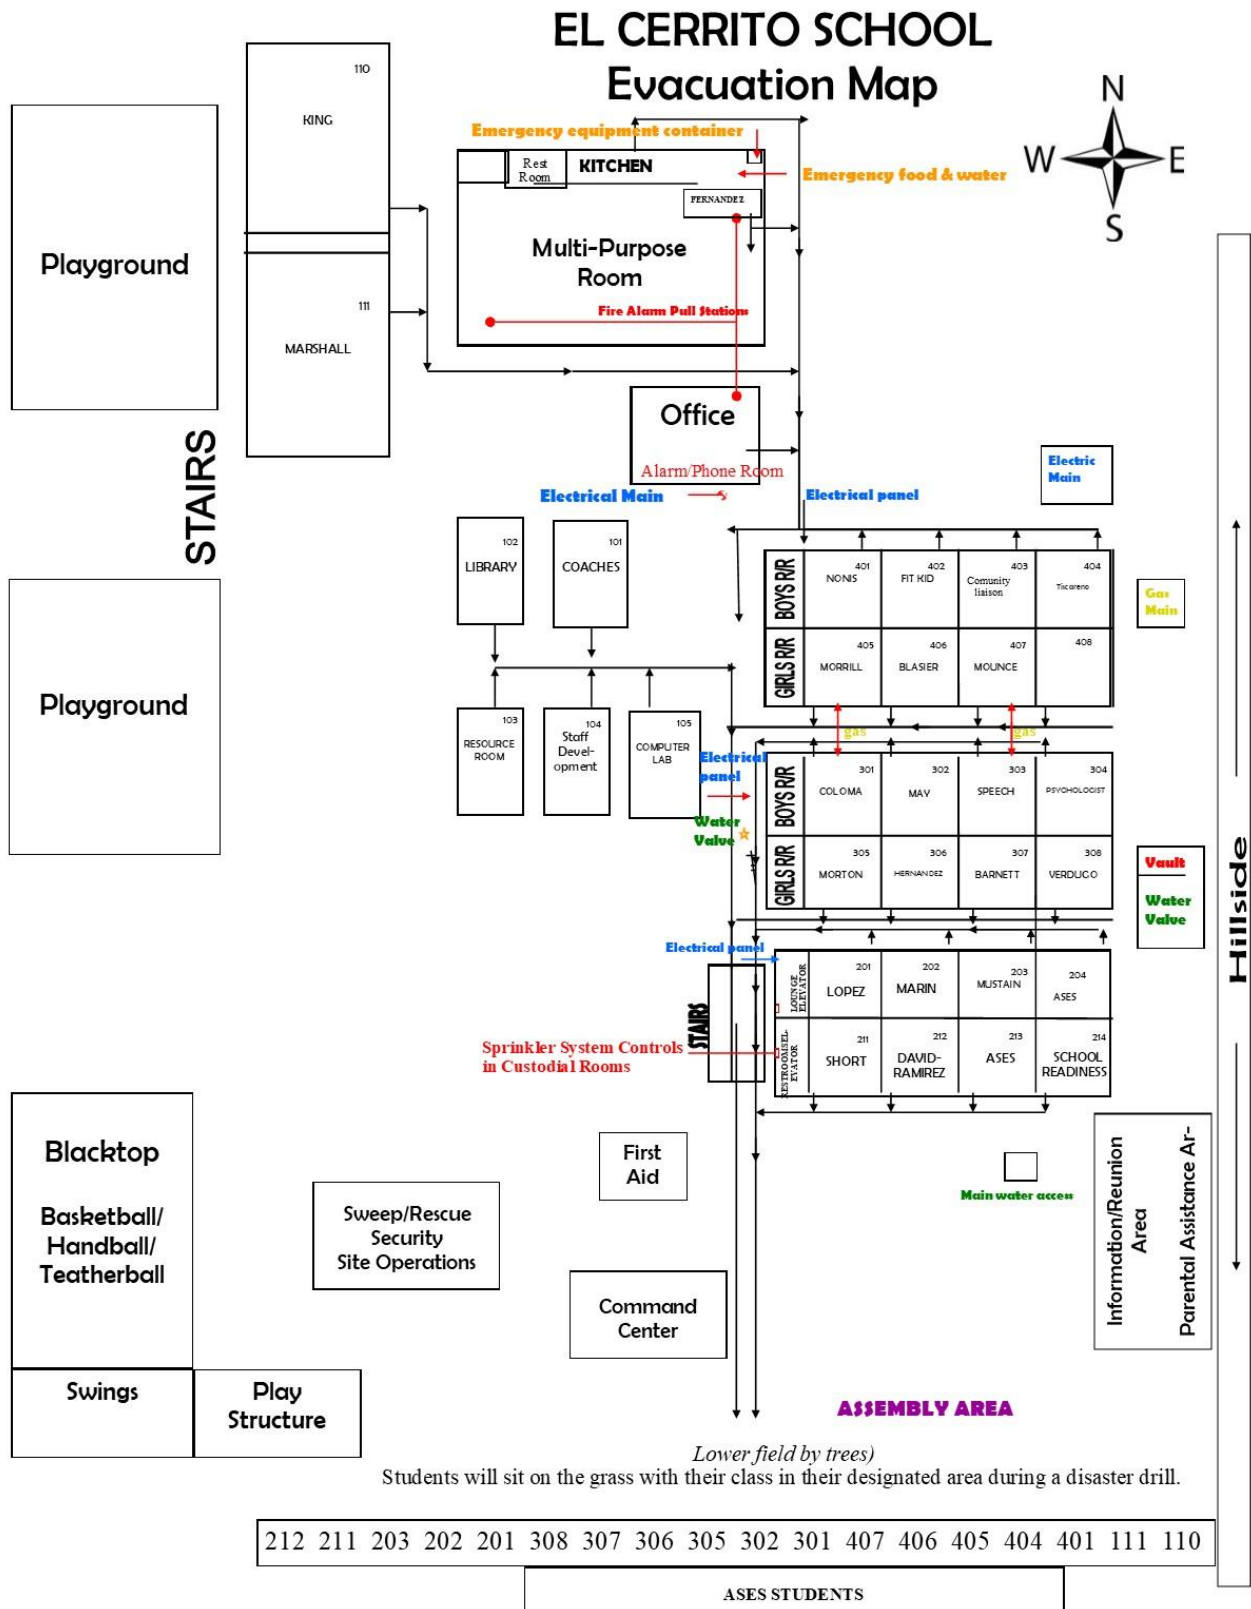 EL CERRITO SCHOOL
Evacuation Map
N
W
E
S
110
KING
Playground
111
MARSHALL
STAIRS
Emergency equipment container
Rest
Room
KITCHEN
Emergency food & water
FERNANDEZ
Multi-Purpose
Room
Fire Alarm Pull Stations
Office
Alarm/Phone Room
Electrical Main
Electrical panel
Electric
Main
102
LIBRARY
101
COACHES
BOYS R/R
401
NONIS
402
FIT KID
403
Comunity
liaison
404
Tiscareno
Gas
Main
GIRLS R/R
405
MORRILL
406
BLASIER
407
MOUNCE
408
Playground
103
RESOURCE
ROOM
104
Staff
Devel-
opment
105
COMPUTER
LAB
gas
gas
Electrical
panel
Water
Valve
BOYS R/R
301
COLOMA
302
MAY
303
SPEECH
304
PSYCHOLOGIST
GIRLS R/R
305
MORTON
306
HERNANDEZ
307
BARNETT
308
VERDUGO
Vault
Water
Valve
Hillside
Electrical panel
STAIRS
LOUNGE
ELEVATOR
201
LOPEZ
202
MARIN
203
MUSTAIN
204
ASES
Sprinkler System Controls
in Custodial Rooms
RESTROOMSEL-
EVATOR
211
SHORT
212
DAVID-
RAMIREZ
213
ASES
214
SCHOOL
READINESS
Blacktop
Basketball/
Handball/
Teatherball
First
Aid
Sweep/Rescue
Security
Site Operations
Command
Center
Main water access
Information/Reunion
Area
Parental Assistance Ar-
Swings
Play
Structure
ASSEMBLY AREA
Lower field by trees)
Students will sit on the grass with their class in their designated area during a disaster drill.
212 211 203 202 201 308 307 306 305 302 301 407 406 405 404 401 111 110
ASES STUDENTS